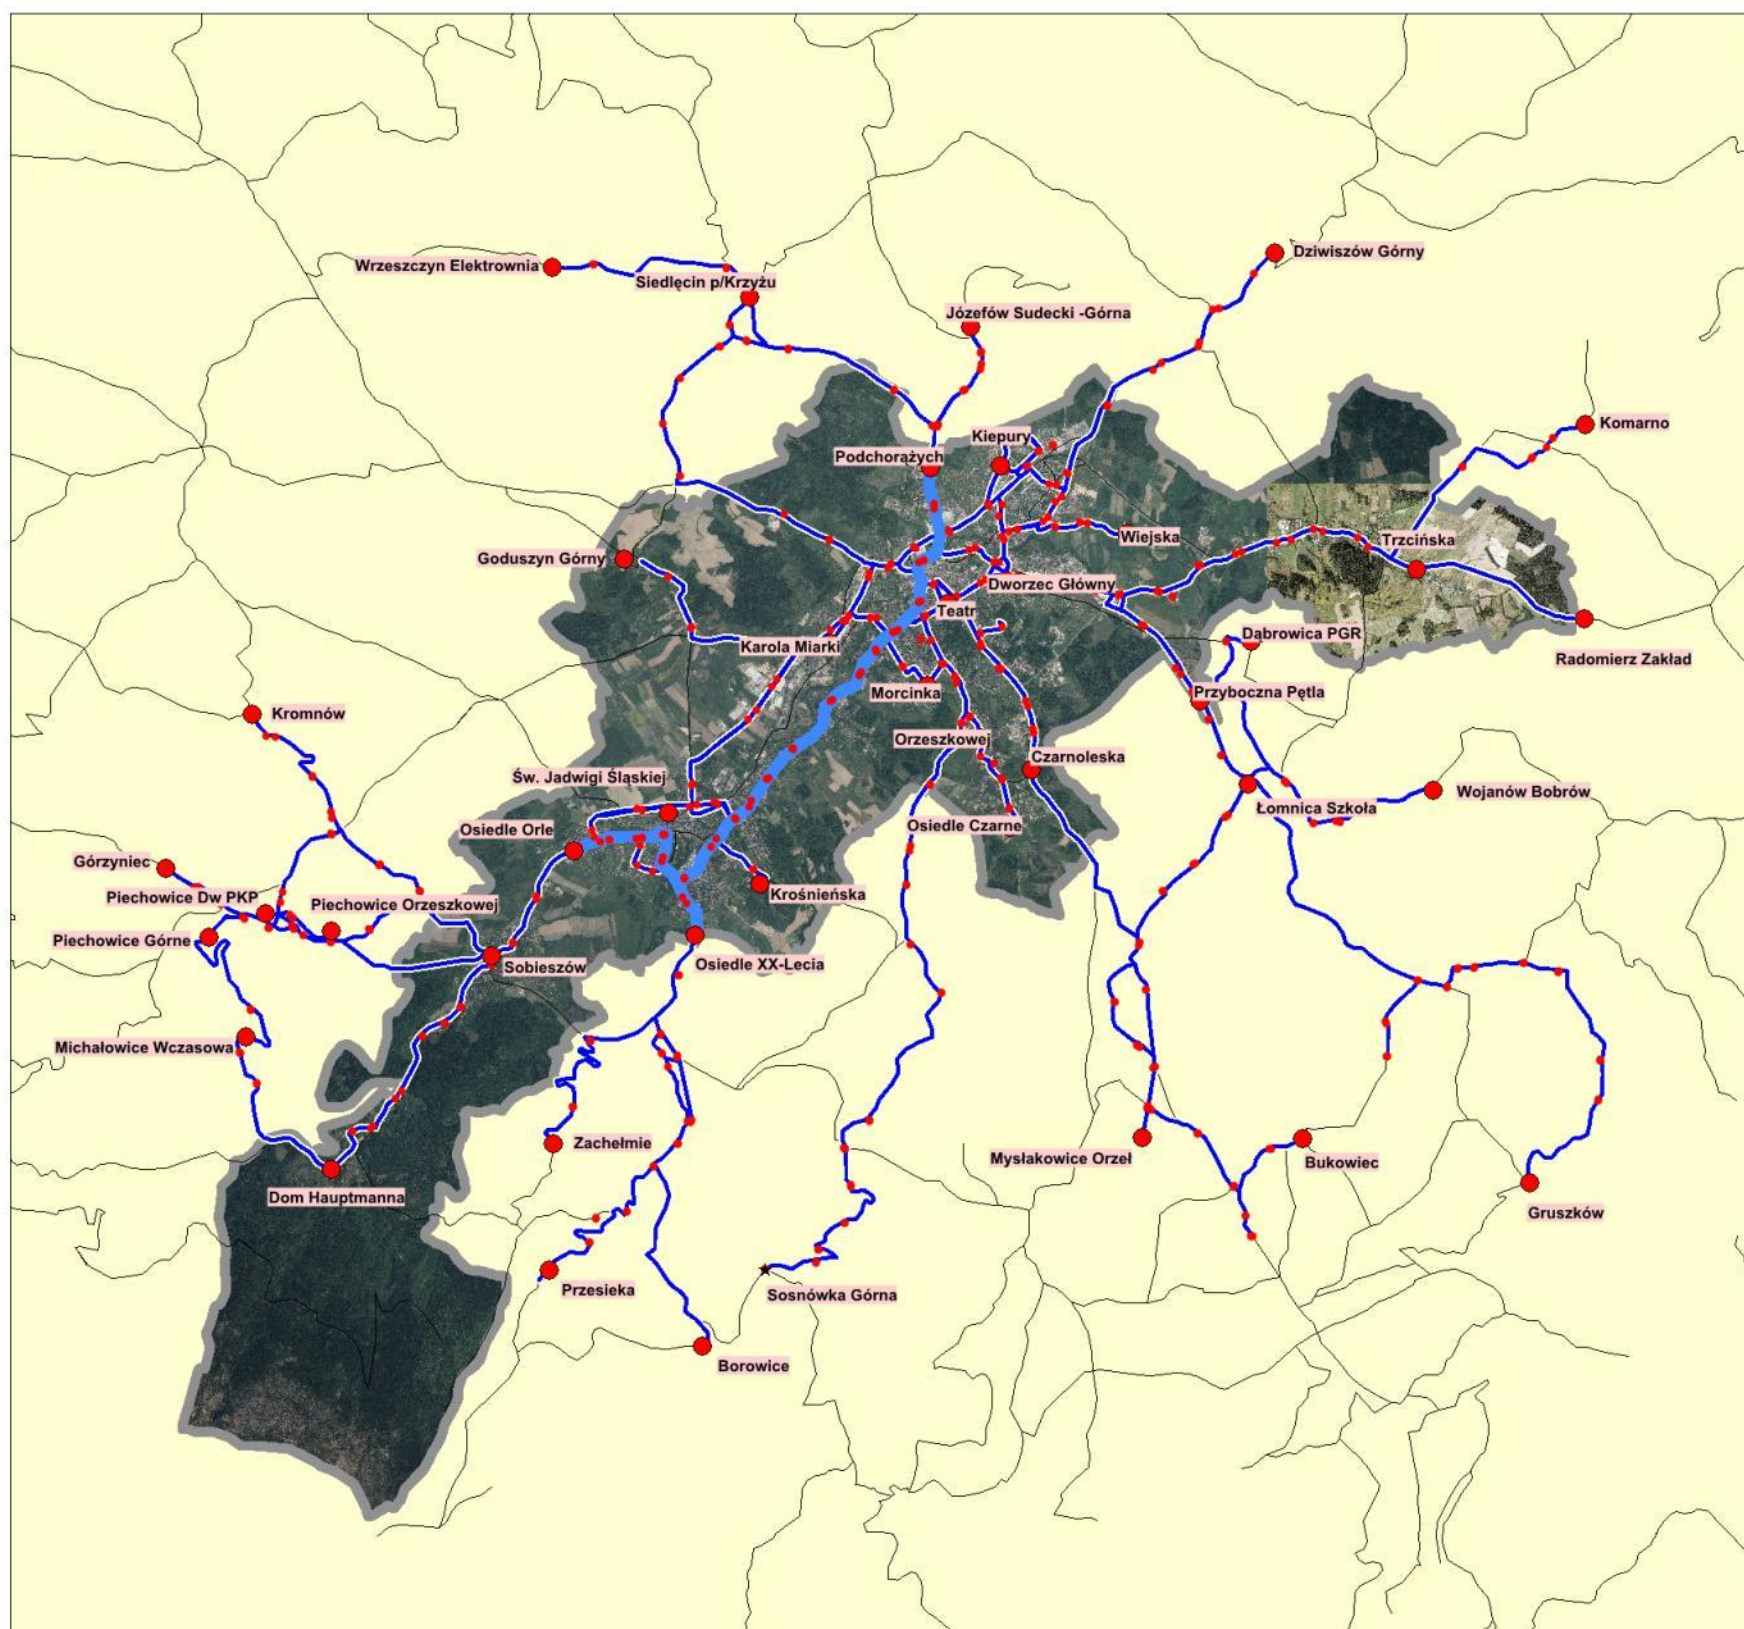 Dziwiszów Górny
Wrzeszczyn Elektrownia
Siedlęcin p/Krzyżu
Józefów Sudecki -Górna
Komarno
Kiepury
Podchorążych
Wiejska
Trzcińska
Goduszyn Górny
Dworzec Główny
Teatr
Dąbrowica PGR
Karola Miarki
Radomierz Zakład
Morcinka
Przyboczna Pętla
Kromnów
Orzeszkowej
Czarnoleska
Św. Jadwigi Śląskiej
Wojanów Bobrów
Łomnica Szkoła
Osiedle Czarne
Osiedle Orle
Górzyniec
Krośnieńska
Piechowice Dw PKP
Piechowice Orzeszkowej
Piechowice Górne
Osiedle XX-Lecia
Sobieszów
Michałowice Wczasowa
Zachełmie
Mysłakowice Orzeł
Bukowiec
Dom Hauptmanna
Gruszków
Przesieka
Sosnówka Górna
Borowice